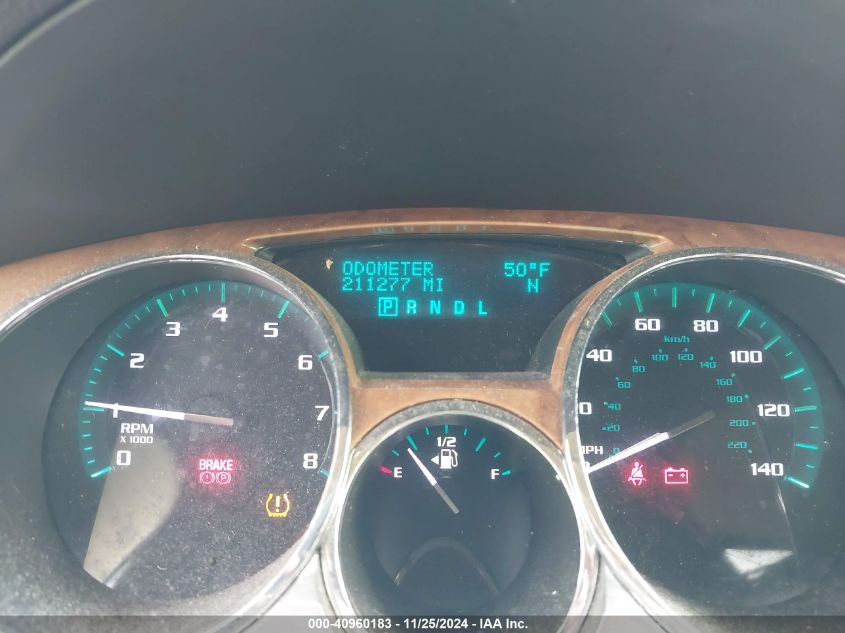 ODOMETER 50°F
211277 MI N
P R N D L
0 1 2 3 4 5 6 7 8
RPM
X 1000
BRAKE
P
1/2
E F
40 60 80 100 120 140
km/h
0 20 40 60 80 100 120 140 160 180 200 220
MPH
000-40960183 - 11/25/2024 - IAA Inc.